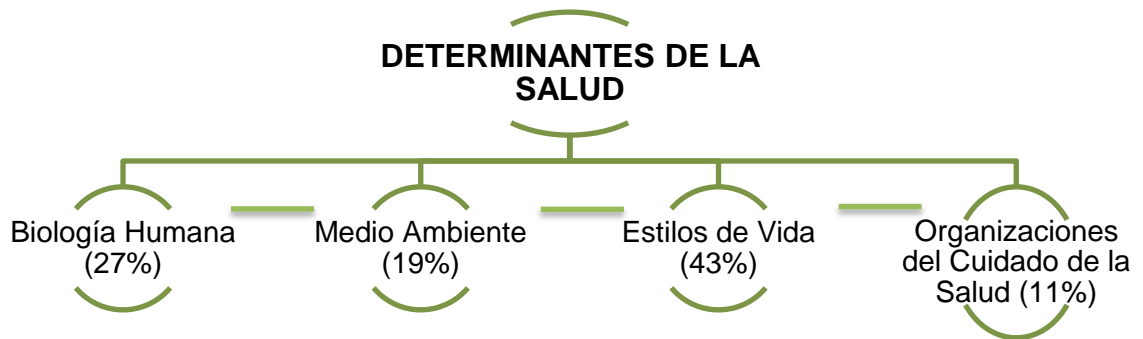 DETERMINANTES DE LA
SALUD
Biología Humana
(27%)
Medio Ambiente
(19%)
Estilos de Vida
(43%)
Organizaciones
del Cuidado de la
Salud (11%)